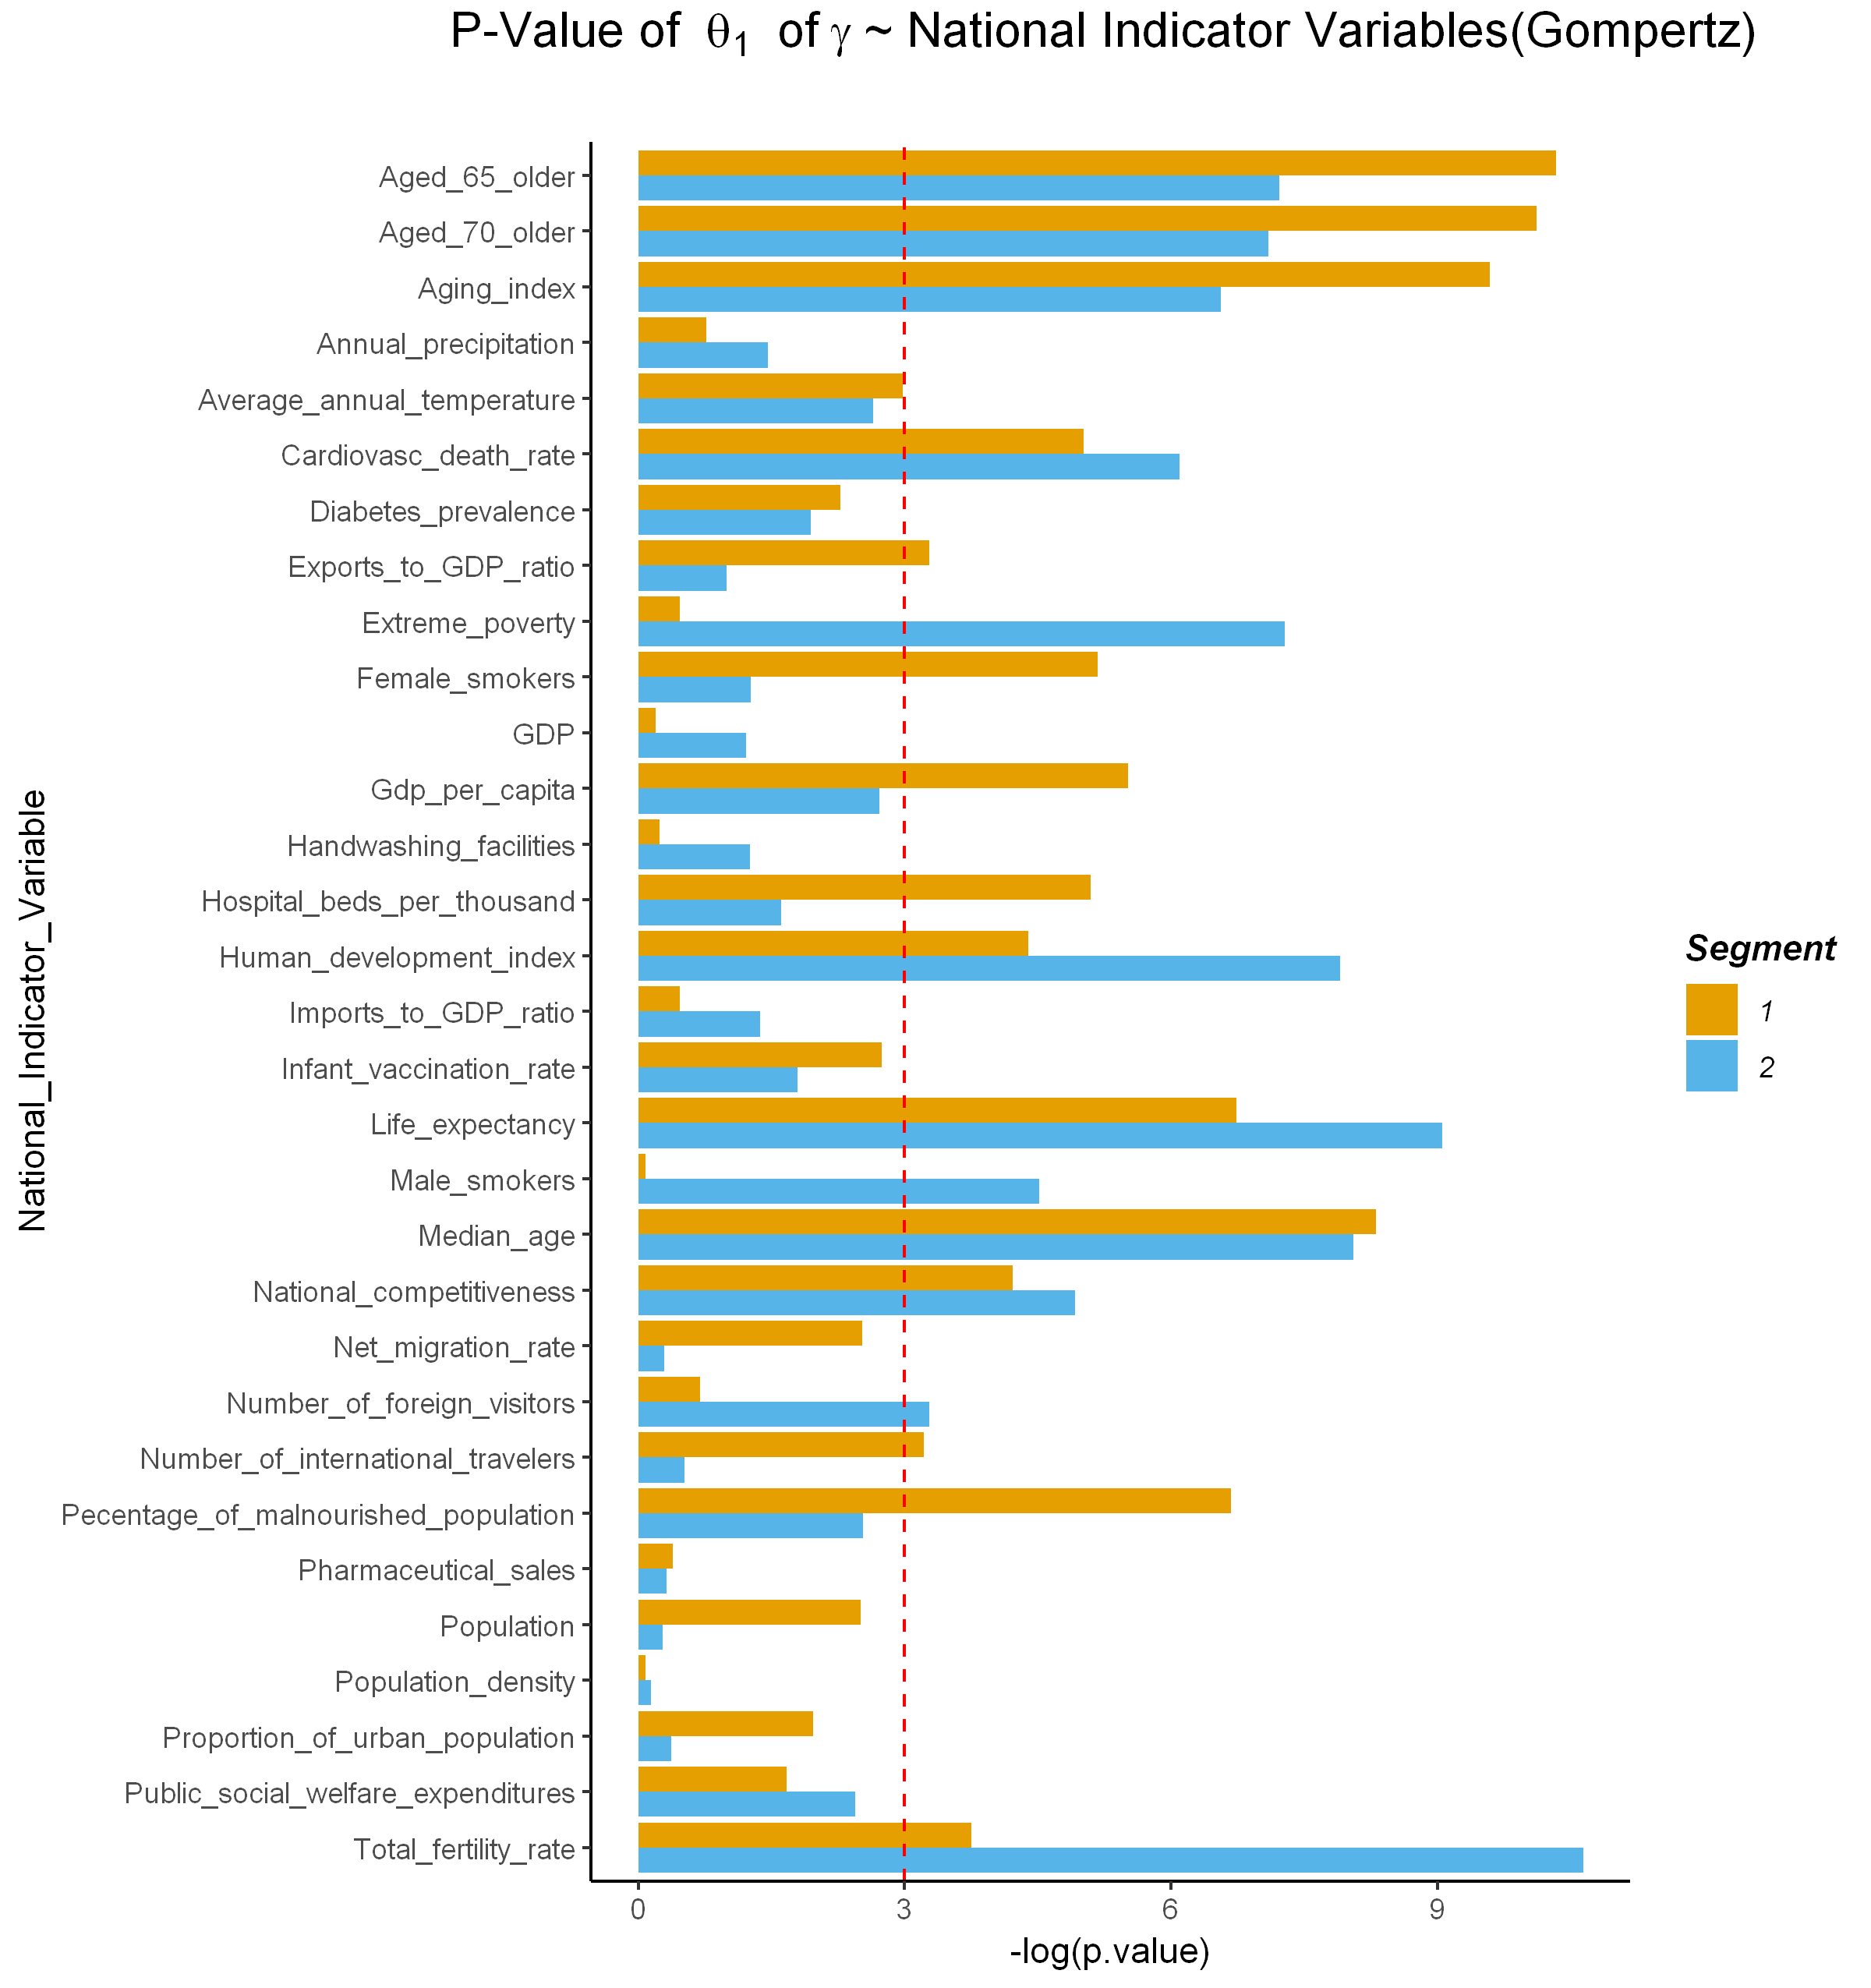 P-Value of θ1 of γ ~ National Indicator Variables(Gompertz)
National_Indicator_Variable
Aged_65_older
Aged_70_older
Aging_index
Annual_precipitation
Average_annual_temperature
Cardiovasc_death_rate
Diabetes_prevalence
Exports_to_GDP_ratio
Extreme_poverty
Female_smokers
GDP
Gdp_per_capita
Handwashing_facilities
Hospital_beds_per_thousand
Human_development_index
Imports_to_GDP_ratio
Infant_vaccination_rate
Life_expectancy
Male_smokers
Median_age
National_competitiveness
Net_migration_rate
Number_of_foreign_visitors
Number_of_international_travelers
Pecentage_of_malnourished_population
Pharmaceutical_sales
Population
Population_density
Proportion_of_urban_population
Public_social_welfare_expenditures
Total_fertility_rate
0 3 6 9
-log(p.value)
Segment
1
2